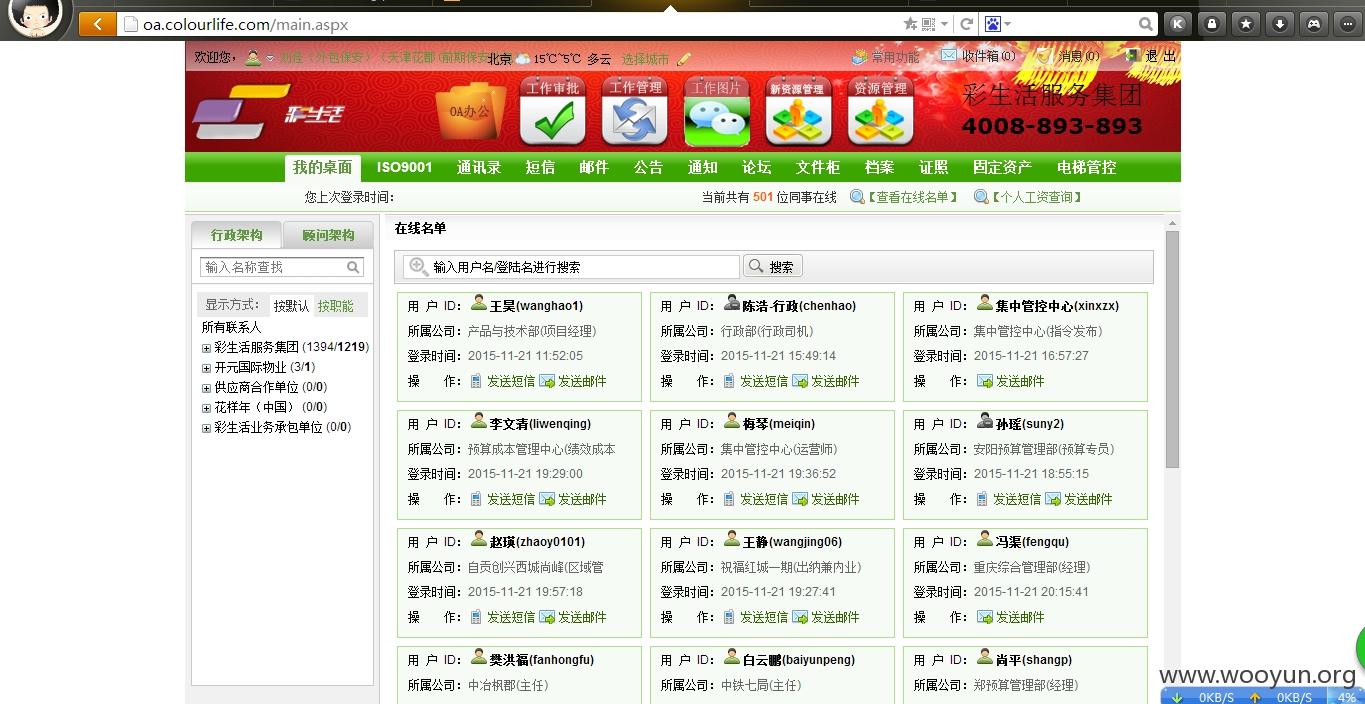 oa.colourlife.com/main.aspx
欢迎您， 刘佳（外包保安）（天津花郡(前期保安 北京 15℃~5℃ 多云 选择城市 常用功能 收件箱(0) 消息(0) 退 出
彩生活 OA办公 工作审批 工作管理 工作图片 新资源管理 资源管理 彩生活服务集团
4008-893-893
我的桌面 ISO9001 通讯录 短信 邮件 公告 通知 论坛 文件柜 档案 证照 固定资产 电梯管控
您上次登录时间： 当前共有 501 位同事在线 【查看在线名单】 【个人工资查询】
行政架构 顾问架构
输入名称查找
显示方式： 按默认 按职能
所有联系人
彩生活服务集团 (1394/1219)
开元国际物业 (3/1)
供应商合作单位 (0/0)
花样年（中国） (0/0)
彩生活业务承包单位 (0/0)
在线名单
输入用户名/登陆名进行搜索 搜索
用 户 ID： 王昊(wanghao1) 用 户 ID： 陈浩-行政(chenhao) 用 户 ID： 集中管控中心(xinxzx)
所属公司： 产品与技术部(项目经理) 所属公司： 行政部(行政司机) 所属公司： 集中管控中心(指令发布)
登录时间： 2015-11-21 11:52:05 登录时间： 2015-11-21 15:49:14 登录时间： 2015-11-21 16:57:27
操 作： 发送短信 发送邮件 操 作： 发送短信 发送邮件 操 作： 发送邮件
用 户 ID： 李文清(liwenqing) 用 户 ID： 梅琴(meiqin) 用 户 ID： 孙瑶(suny2)
所属公司： 预算成本管理中心(绩效成本 所属公司： 集中管控中心(运营师) 所属公司： 安阳预算管理部(预算专员)
登录时间： 2015-11-21 19:29:00 登录时间： 2015-11-21 19:36:52 登录时间： 2015-11-21 18:55:15
操 作： 发送短信 发送邮件 操 作： 发送短信 发送邮件 操 作： 发送短信 发送邮件
用 户 ID： 赵瑛(zhaoy0101) 用 户 ID： 王静(wangjing06) 用 户 ID： 冯渠(fengqu)
所属公司： 自贡创兴西城尚峰(区域管 所属公司： 祝福红城一期(出纳兼内业) 所属公司： 重庆综合管理部(经理)
登录时间： 2015-11-21 19:57:18 登录时间： 2015-11-21 19:27:41 登录时间： 2015-11-21 20:15:41
操 作： 发送短信 发送邮件 操 作： 发送短信 发送邮件 操 作： 发送邮件
用 户 ID： 樊洪福(fanhongfu) 用 户 ID： 白云鹏(baiyunpeng) 用 户 ID： 尚平(shangp)
所属公司： 中冶枫郡(主任) 所属公司： 中铁七局(主任) 所属公司： 郑预算管理部(经理)
www.wooyun.org
0KB/S 0KB/S 4%